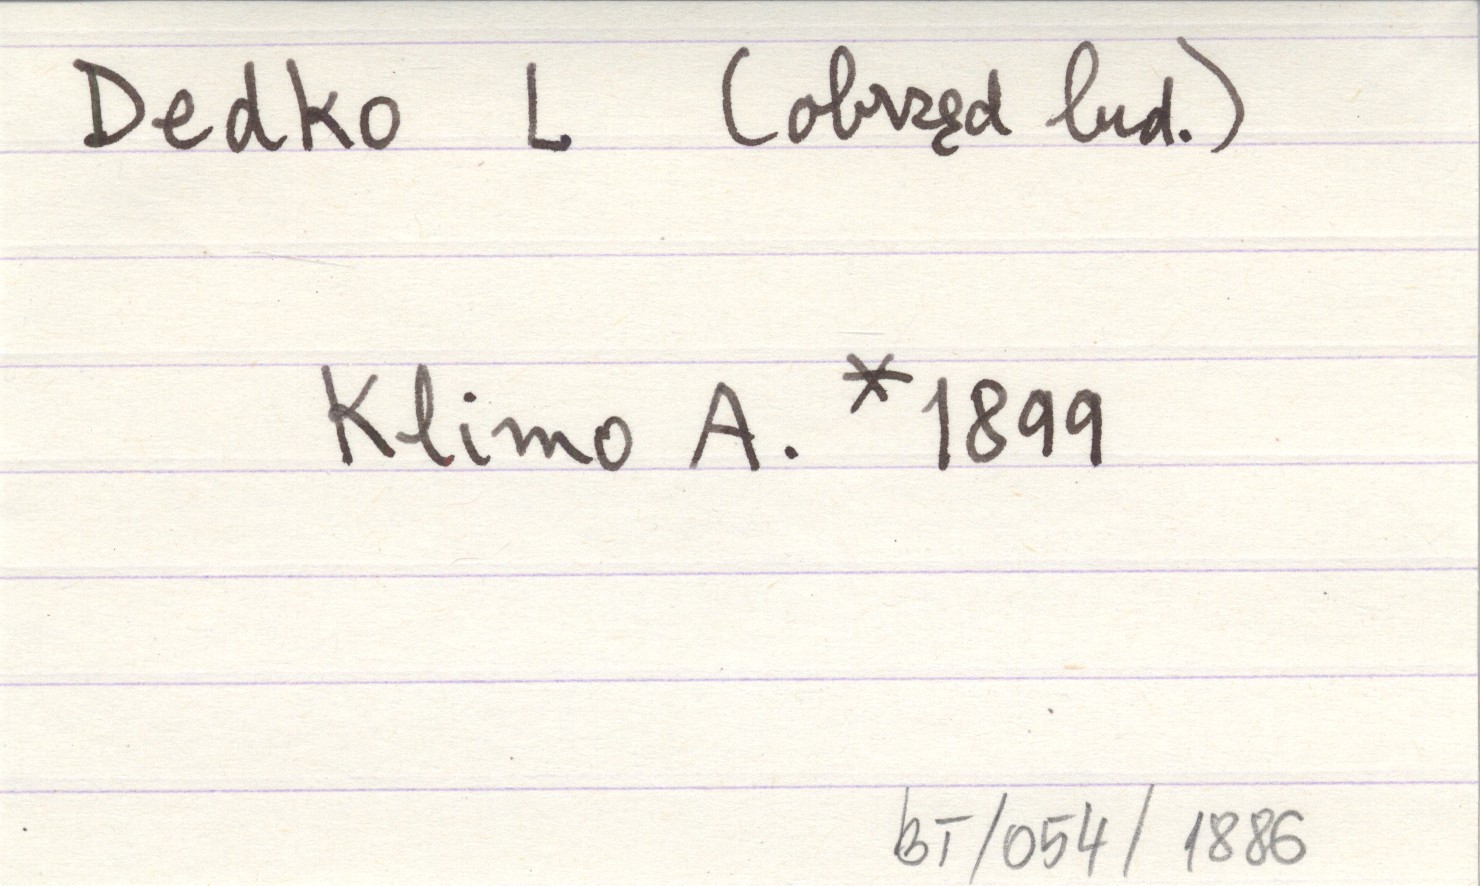 Dedko L (obrzęd lud.)
Klimo A. *1899
BT/054/1886